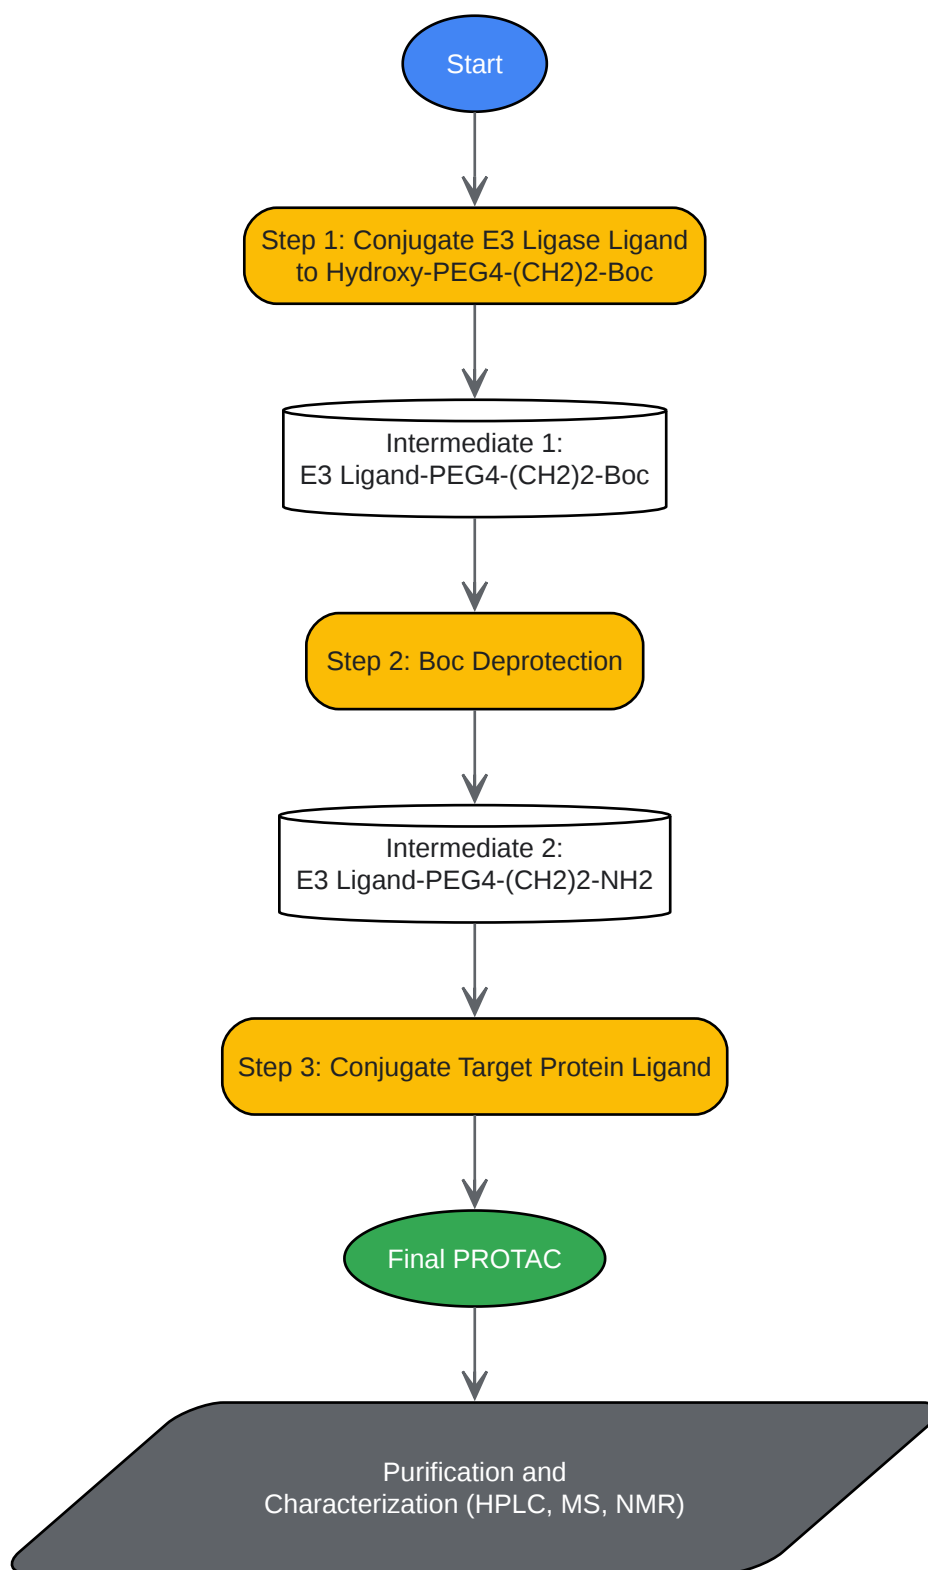 Start
Step 1: Conjugate E3 Ligase Ligand
to Hydroxy-PEG4-(CH2)2-Boc
Intermediate 1:
E3 Ligand-PEG4-(CH2)2-Boc
Step 2: Boc Deprotection
Intermediate 2:
E3 Ligand-PEG4-(CH2)2-NH2
Step 3: Conjugate Target Protein Ligand
Final PROTAC
Purification and
Characterization (HPLC, MS, NMR)